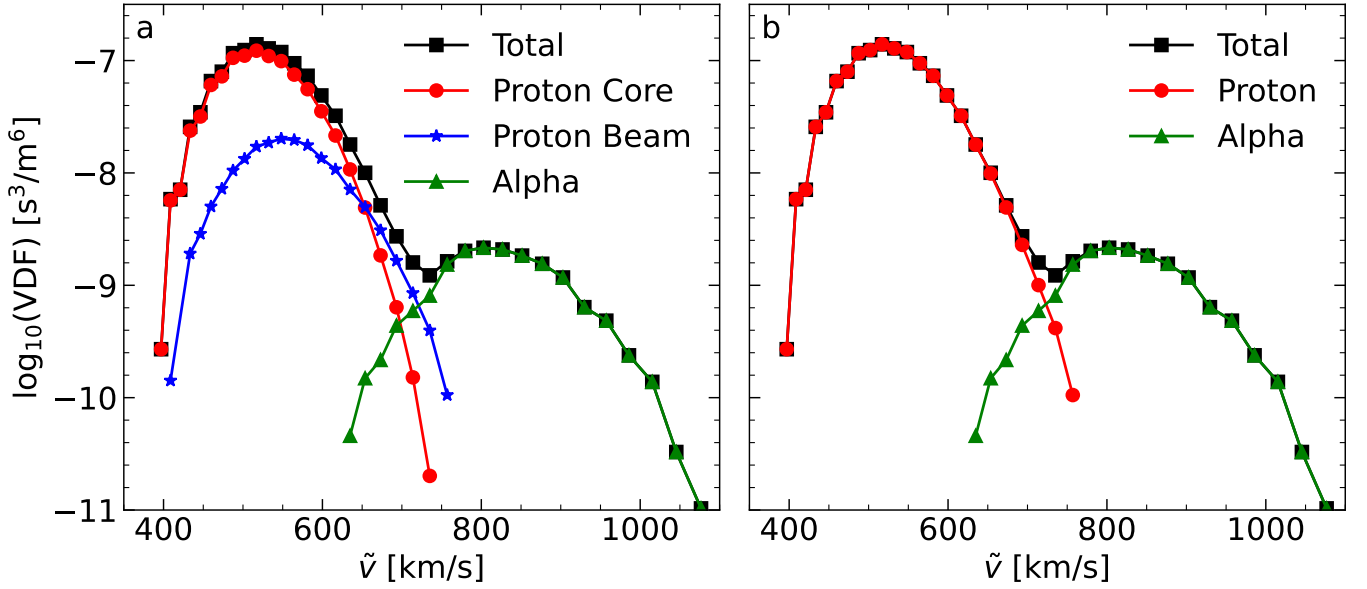 a
Total
Proton Core
Proton Beam
Alpha
−7
−8
−9
−10
−11
log₁₀(VDF) [s³/m⁶]
400 600 800 1000
ṽ [km/s]
b
Total
Proton
Alpha
400 600 800 1000
ṽ [km/s]